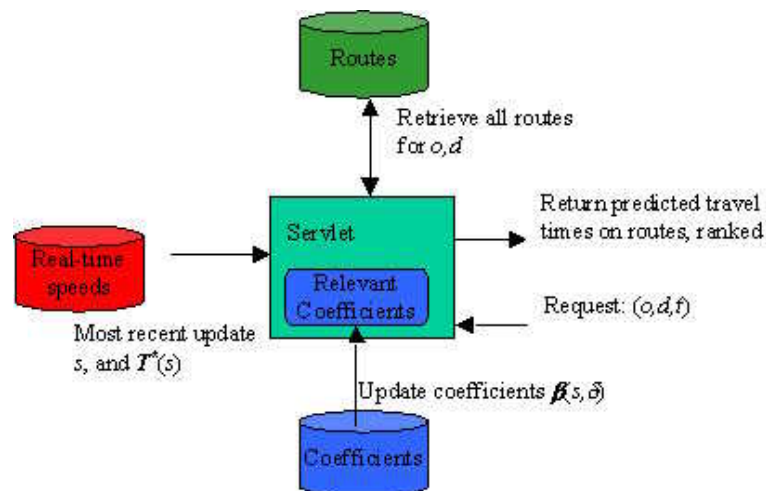 Routes
Retrieve all routes
for o,d
Servlet
Return predicted travel
times on routes, ranked
Real-time
speeds
Relevant
Coefficients
Request: (o,d,t)
Most recent update
s, and T*(s)
Update coefficients β(s,∂)
Coefficients